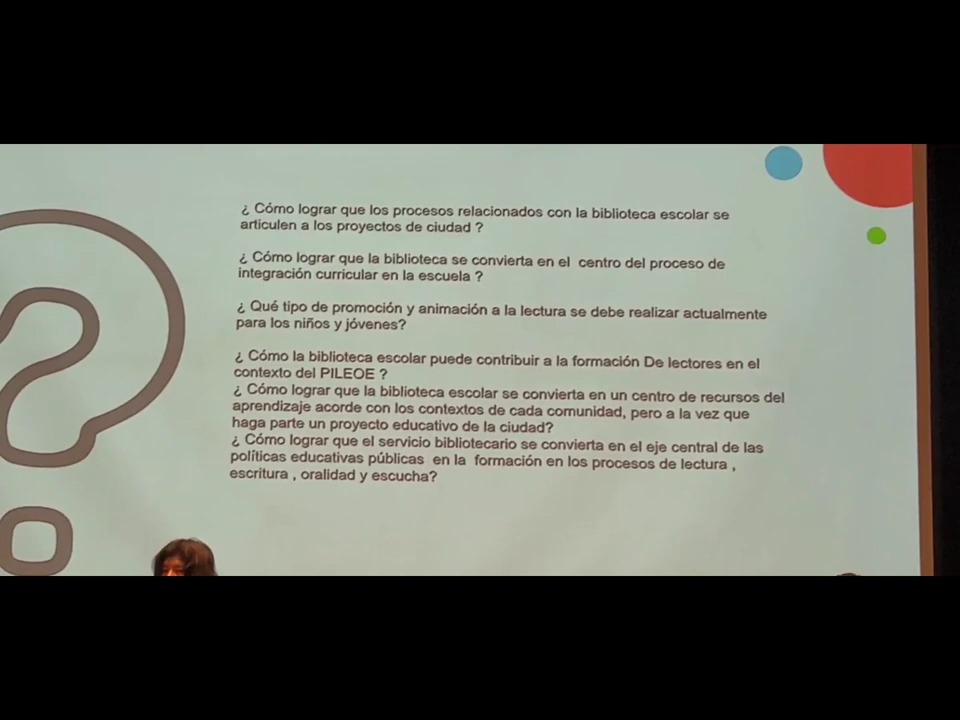 ¿ Cómo lograr que los procesos relacionados con la biblioteca escolar se
articulen a los proyectos de ciudad ?
¿ Cómo lograr que la biblioteca se convierta en el centro del proceso de
integración curricular en la escuela ?
¿ Qué tipo de promoción y animación a la lectura se debe realizar actualmente
para los niños y jóvenes?
¿ Cómo la biblioteca escolar puede contribuir a la formación De lectores en el
contexto del PILEOE ?
¿ Cómo lograr que la biblioteca escolar se convierta en un centro de recursos del
aprendizaje acorde con los contextos de cada comunidad, pero a la vez que
haga parte un proyecto educativo de la ciudad?
¿ Cómo lograr que el servicio bibliotecario se convierta en el eje central de las
políticas educativas públicas en la formación en los procesos de lectura ,
escritura , oralidad y escucha?